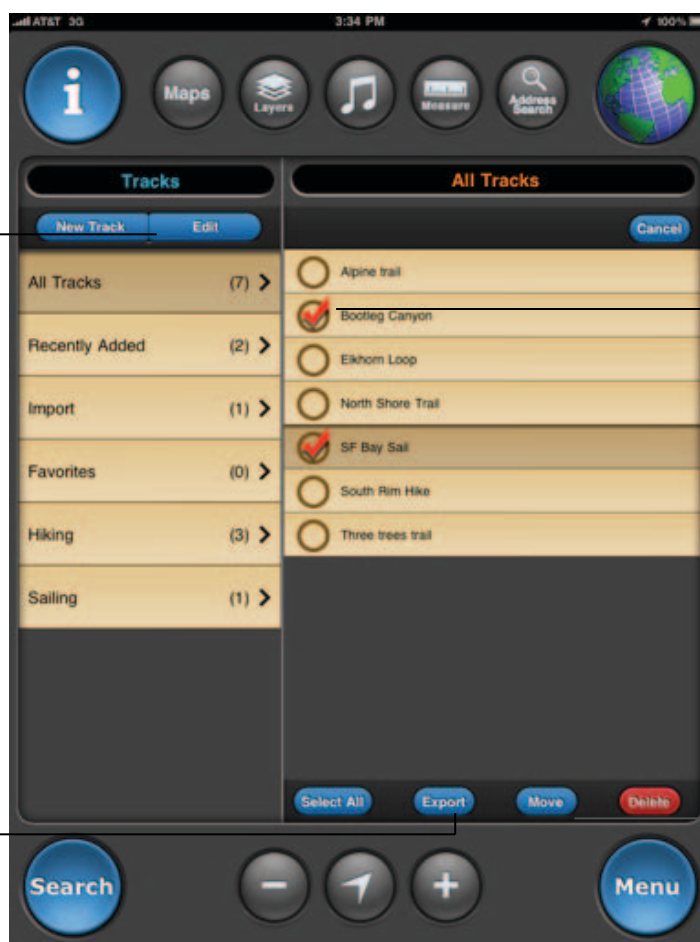 AT&T 3G 3:34 PM 100%
i Maps Layers Measure Address Search
Tracks
New Track Edit
All Tracks (7)
Recently Added (2)
Import (1)
Favorites (0)
Hiking (3)
Sailing (1)
All Tracks
Cancel
Alpine trail
Bootleg Canyon
Elkhorn Loop
North Shore Trail
SF Bay Sail
South Rim Hike
Three trees trail
Select All Export Move Delete
Search − + Menu